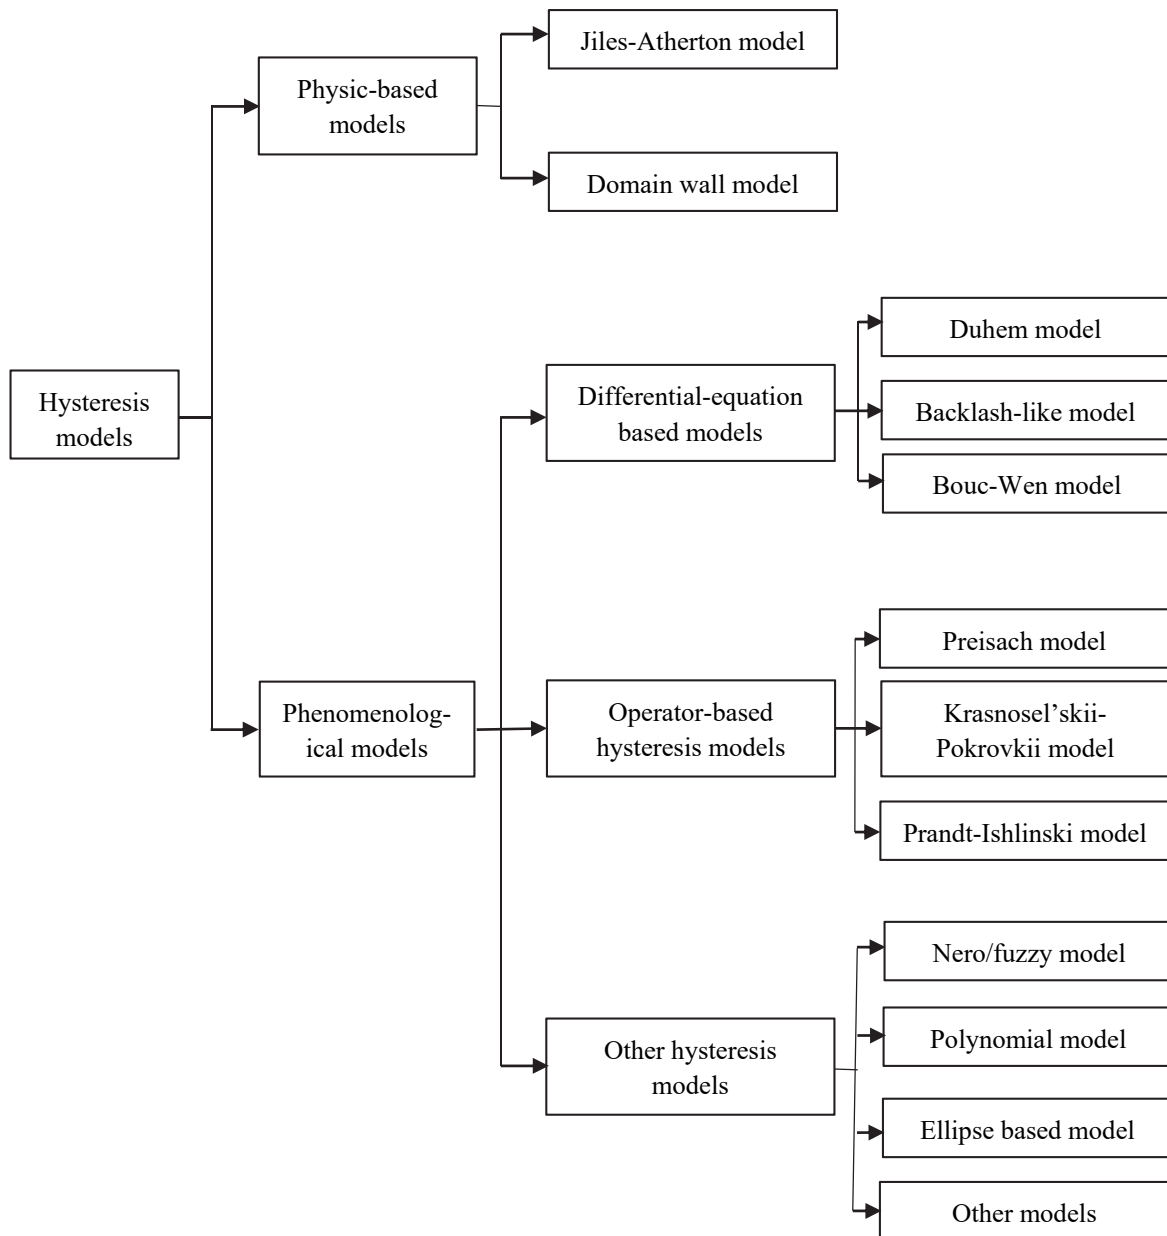 Jiles-Atherton model
Physic-based
models
Domain wall model
Duhem model
Hysteresis
models
Differential-equation
based models
Backlash-like model
Bouc-Wen model
Preisach model
Phenomenolog-
ical models
Operator-based
hysteresis models
Krasnosel’skii-
Pokrovkii model
Prandt-Ishlinski model
Nero/fuzzy model
Other hysteresis
models
Polynomial model
Ellipse based model
Other models